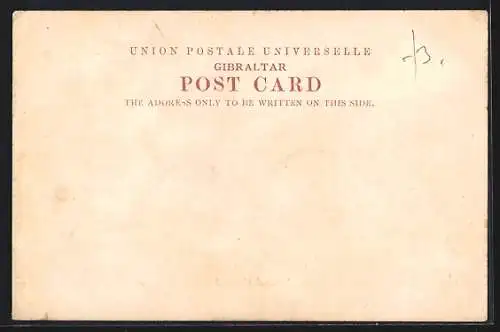 UNION POSTALE UNIVERSELLE
GIBRALTAR
POST CARD
THE ADDRESS ONLY TO BE WRITTEN ON THIS SIDE.